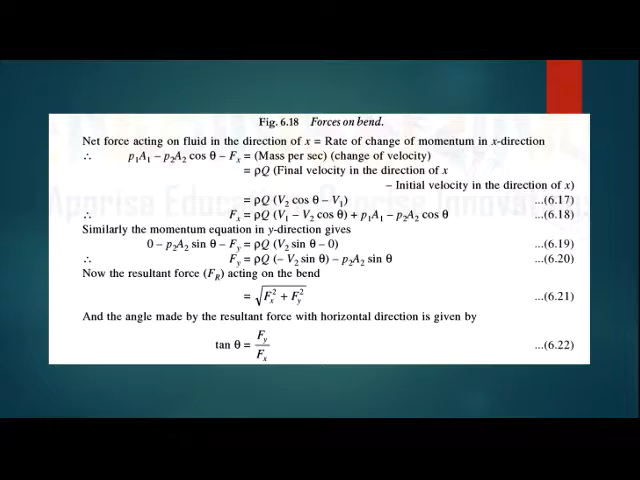 Fig. 6.18 Forces on bend.
Net force acting on fluid in the direction of x = Rate of change of momentum in x-direction
∴ p₁A₁ – p₂A₂ cos θ – Fₓ = (Mass per sec) (change of velocity)
= ρQ (Final velocity in the direction of x
– Initial velocity in the direction of x)
= ρQ (V₂ cos θ – V₁) ...(6.17)
∴ Fₓ = ρQ (V₁ – V₂ cos θ) + p₁A₁ – p₂A₂ cos θ ...(6.18)
Similarly the momentum equation in y-direction gives
0 – p₂A₂ sin θ – F_y = ρQ (V₂ sin θ – 0) ...(6.19)
∴ F_y = ρQ (– V₂ sin θ) – p₂A₂ sin θ ...(6.20)
Now the resultant force (F_R) acting on the bend
= √(Fₓ² + F_y²) ...(6.21)
And the angle made by the resultant force with horizontal direction is given by
tan θ = F_y / Fₓ ...(6.22)